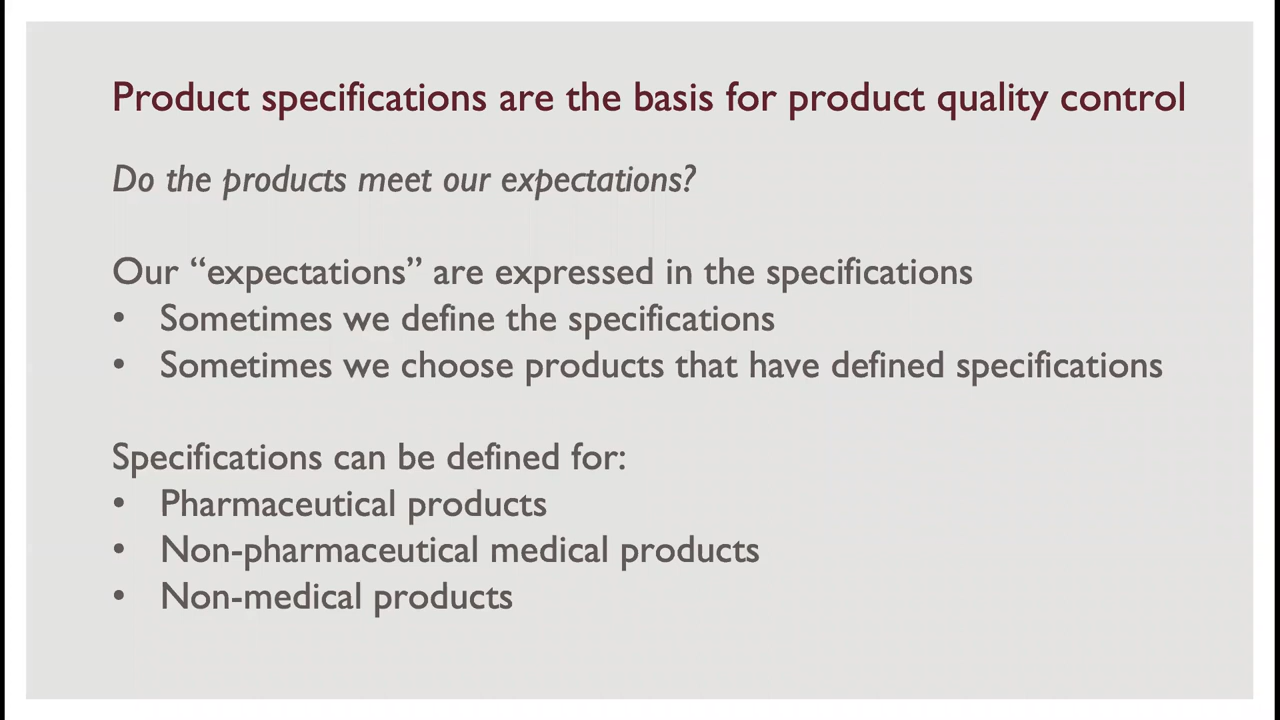 Product specifications are the basis for product quality control
Do the products meet our expectations?
Our “expectations” are expressed in the specifications
• Sometimes we define the specifications
• Sometimes we choose products that have defined specifications
Specifications can be defined for:
• Pharmaceutical products
• Non-pharmaceutical medical products
• Non-medical products